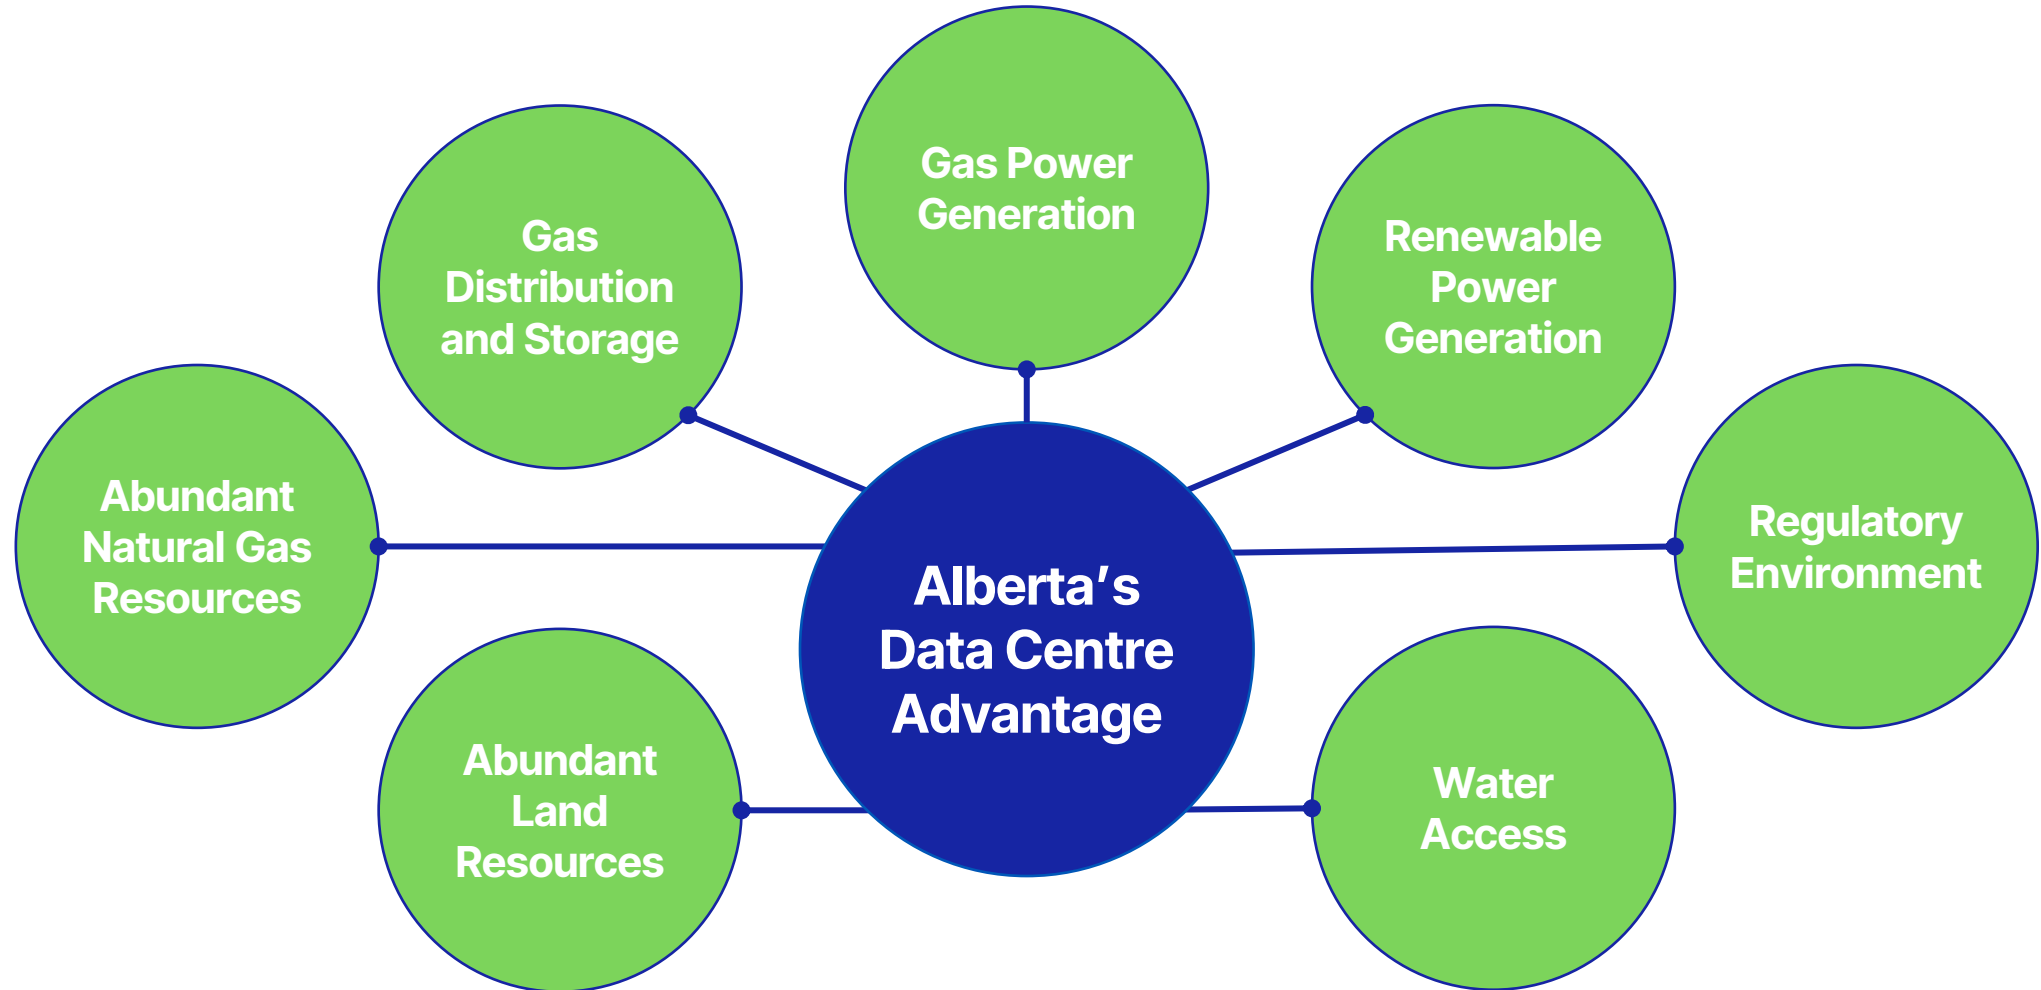 Gas Power
Generation
Gas
Distribution
and Storage
Renewable
Power
Generation
Abundant
Natural Gas
Resources
Regulatory
Environment
Alberta’s
Data Centre
Advantage
Abundant
Land
Resources
Water
Access